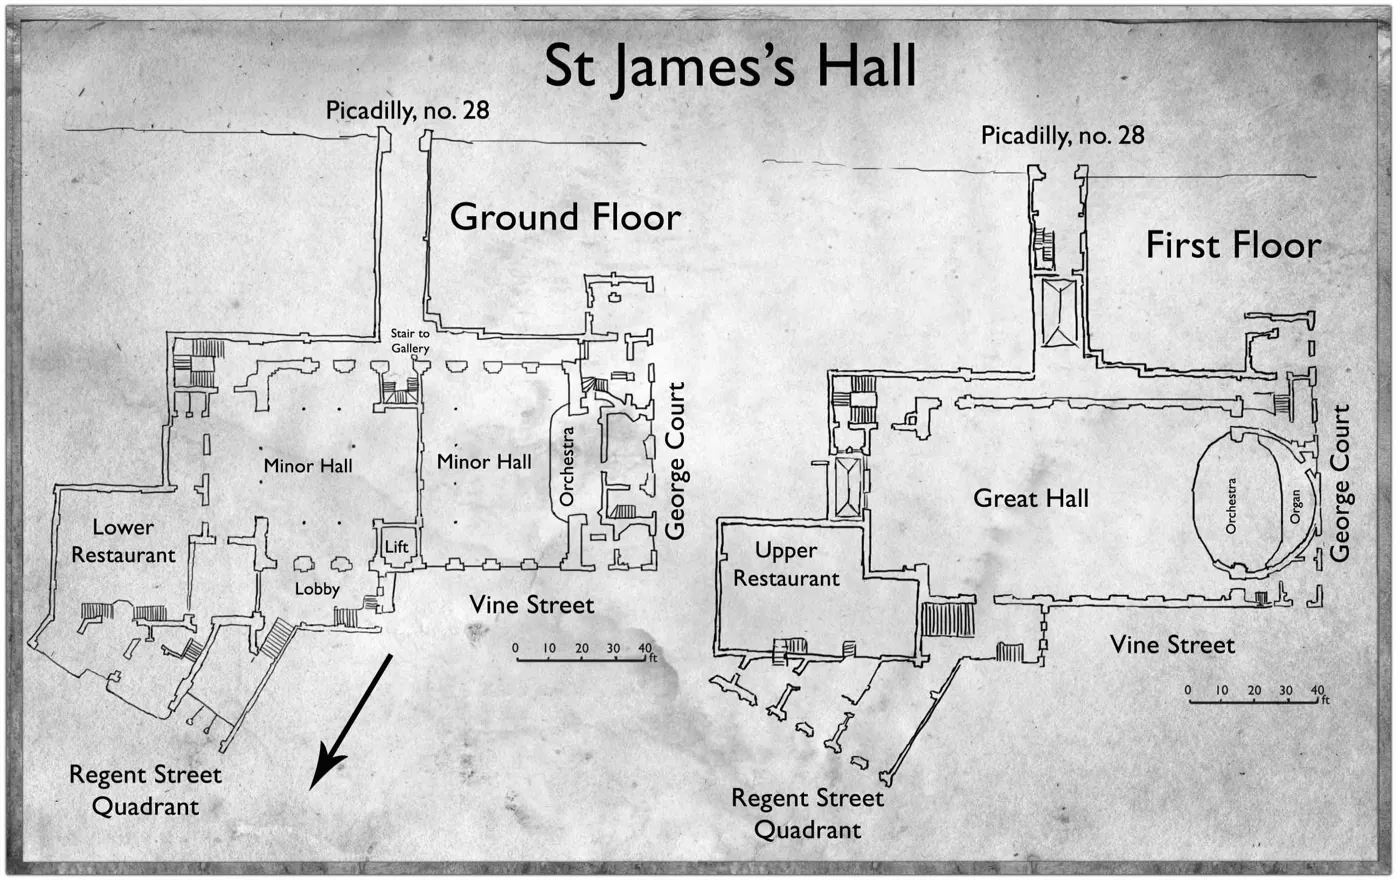 St James's Hall
Picadilly, no. 28
Ground Floor
Stair to
Gallery
Minor Hall
Minor Hall
Orchestra
George Court
Lower
Restaurant
Lift
Lobby
Vine Street
0 10 20 30 40 ft
Regent Street
Quadrant
Picadilly, no. 28
First Floor
Great Hall
Orchestra
Organ
George Court
Upper
Restaurant
Vine Street
0 10 20 30 40 ft
Regent Street
Quadrant